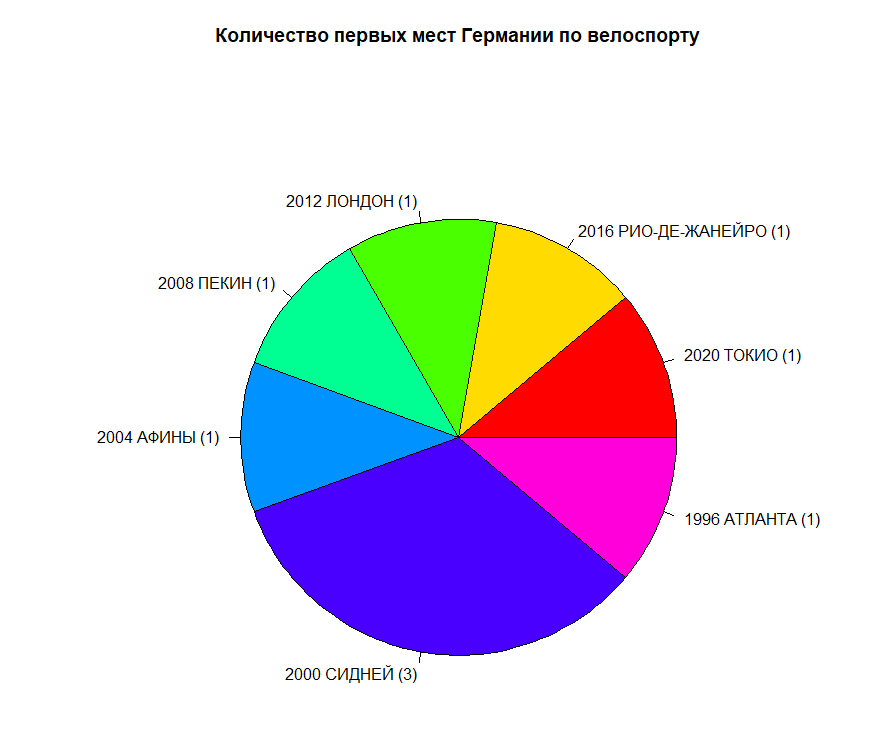 Количество первых мест Германии по велоспорту
2012 ЛОНДОН (1)
2016 РИО-ДЕ-ЖАНЕЙРО (1)
2008 ПЕКИН (1)
2020 ТОКИО (1)
2004 АФИНЫ (1)
1996 АТЛАНТА (1)
2000 СИДНЕЙ (3)